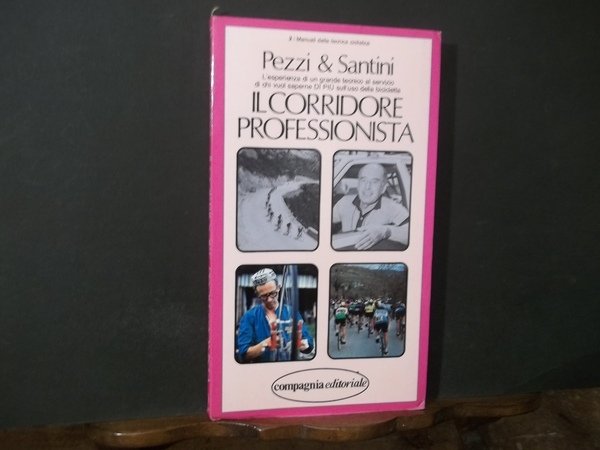 2 - Manuali della tecnica ciclistica
Pezzi & Santini
L'esperienza di un grande tecnico al servizio
di chi vuol saperne DI PIÙ sull'uso della bicicletta
IL CORRIDORE
PROFESSIONISTA
compagnia editoriale